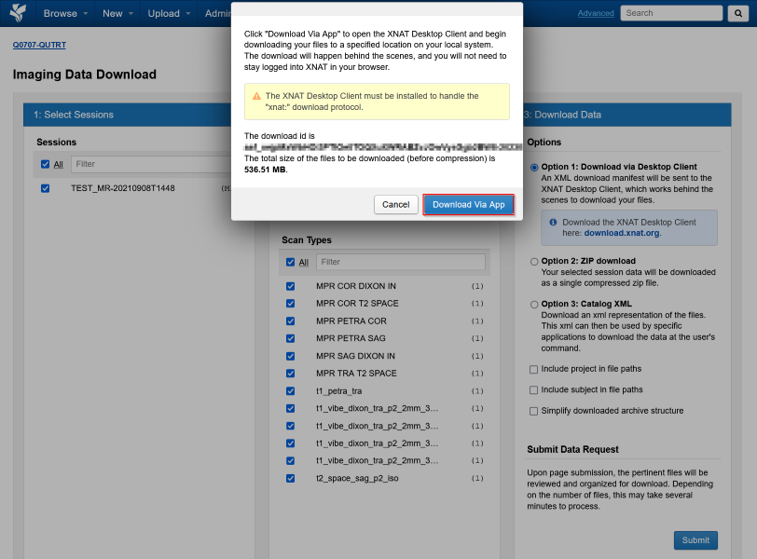 Browse New Upload Admi
Advanced Search
Q0707-QUTRT
Imaging Data Download
Click "Download Via App" to open the XNAT Desktop Client and begin
downloading your files to a specified location on your local system.
The download will happen behind the scenes, and you will not need to
stay logged into XNAT in your browser.
The XNAT Desktop Client must be installed to handle the
"xnat:" download protocol.
The download id is
The total size of the files to be downloaded (before compression) is
536.51 MB.
Cancel Download Via App
1: Select Sessions
Sessions
All Filter
TEST_MR-20210908T1448
Scan Types
All Filter
MPR COR DIXON IN (1)
MPR COR T2 SPACE (1)
MPR PETRA COR (1)
MPR PETRA SAG (1)
MPR SAG DIXON IN (1)
MPR TRA T2 SPACE (1)
t1_petra_tra (1)
t1_vibe_dixon_tra_p2_2mm_3... (1)
t1_vibe_dixon_tra_p2_2mm_3... (1)
t1_vibe_dixon_tra_p2_2mm_3... (1)
t1_vibe_dixon_tra_p2_2mm_3... (1)
t2_space_sag_p2_iso (1)
3: Download Data
Options
Option 1: Download via Desktop Client
An XML download manifest will be sent to the
XNAT Desktop Client, which works behind the
scenes to download your files.
Download the XNAT Desktop Client
here: download.xnat.org.
Option 2: ZIP download
Your selected session data will be downloaded
as a single compressed zip file.
Option 3: Catalog XML
Download an xml representation of the files.
This xml can then be used by specific
applications to download the data at the user's
command.
Include project in file paths
Include subject in file paths
Simplify downloaded archive structure
Submit Data Request
Upon page submission, the pertinent files will be
reviewed and organized for download. Depending
on the number of files, this may take several
minutes to process.
Submit